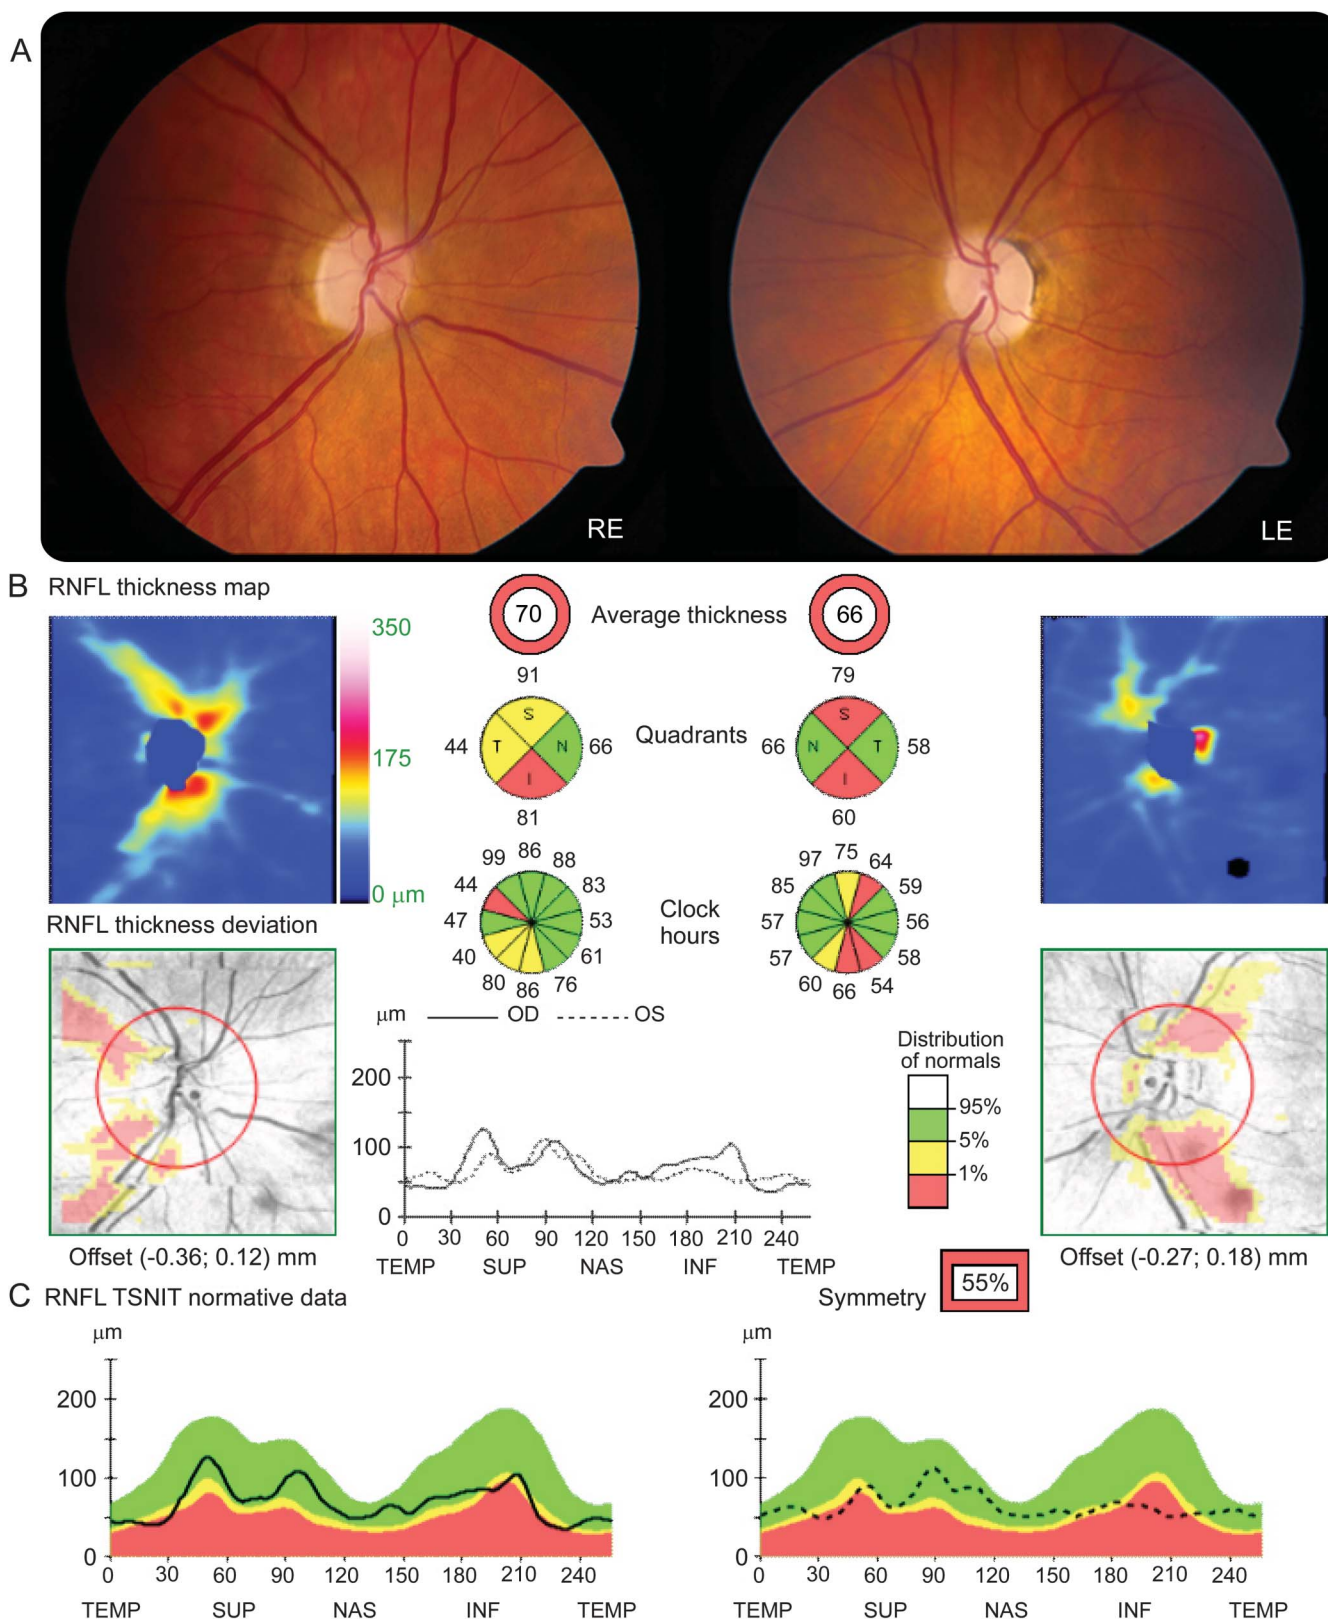 A
RE
LE
B RNFL thickness map
350
175
0 µm
70 Average thickness 66
91
S
T N
I
44 66
81
Quadrants
79
S
N T
I
66 58
60
99 86 88
44 83
47 53
40 61
80 86 76
Clock
hours
97 75 64
85 59
57 56
57 58
60 66 54
RNFL thickness deviation
µm OD OS
200
100
0
0 30 60 90 120 150 180 210 240
TEMP SUP NAS INF TEMP
Distribution
of normals
95%
5%
1%
Offset (-0.36; 0.12) mm
Offset (-0.27; 0.18) mm
Symmetry 55%
C RNFL TSNIT normative data
µm
200
100
0
0 30 60 90 120 150 180 210 240
TEMP SUP NAS INF TEMP
µm
200
100
0
0 30 60 90 120 150 180 210 240
TEMP SUP NAS INF TEMP